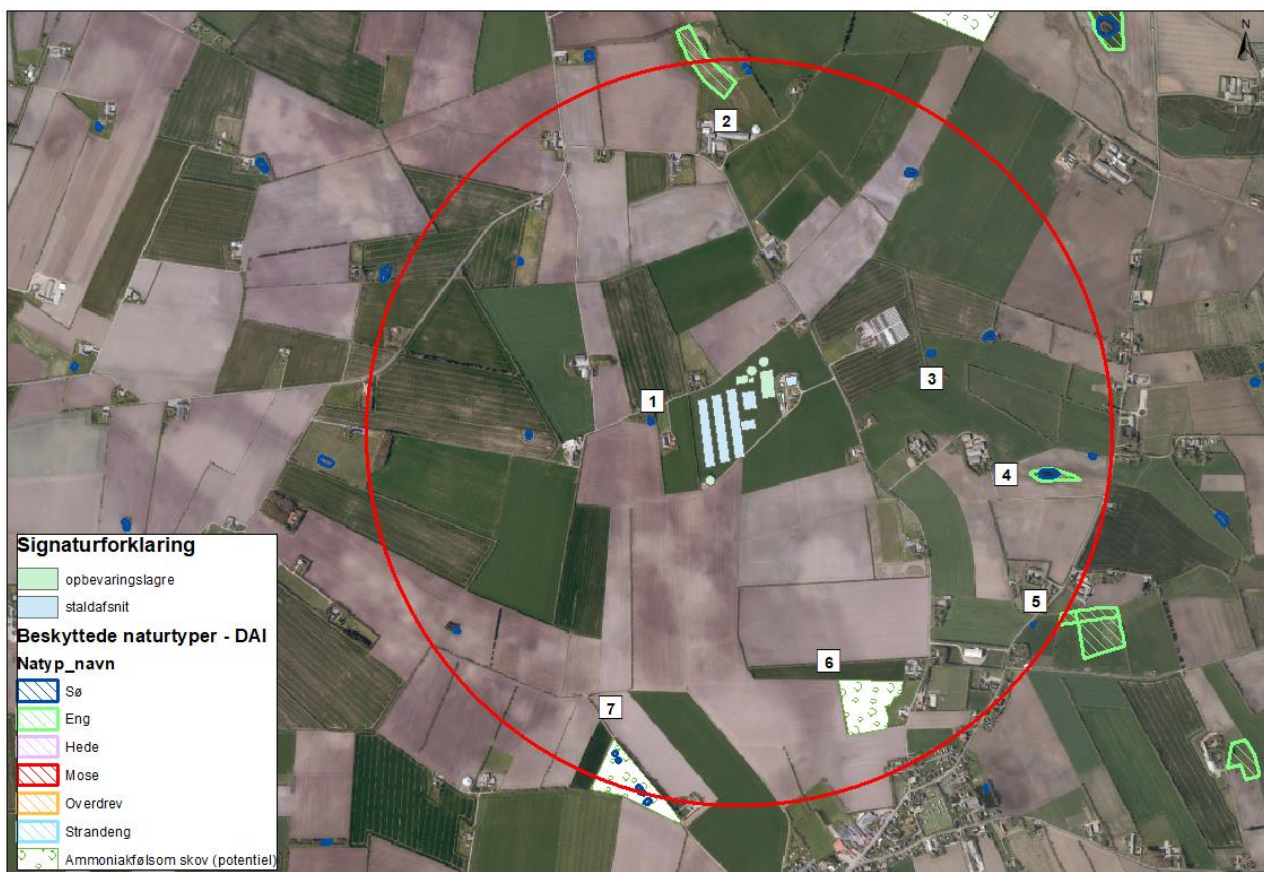 N
2
1
3
4
5
6
7
Signaturforklaring
opbevaringslagre
staldafsnit
Beskyttede naturtyper - DAI
Natyp_navn
Sø
Eng
Hede
Mose
Overdrev
Strandeng
Ammoniakfølsom skov (potentiel)